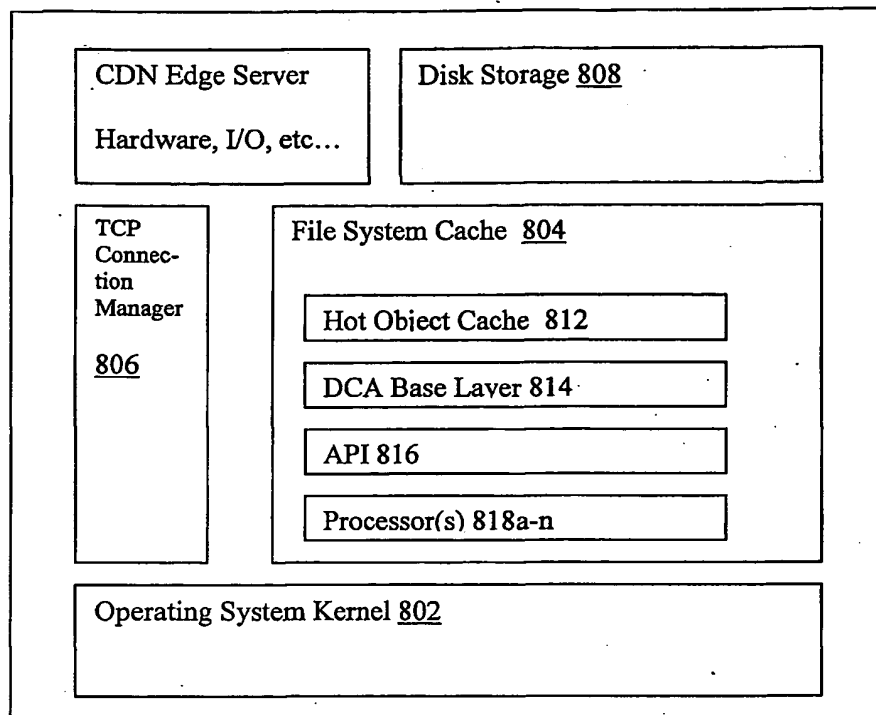 CDN Edge Server
Hardware, I/O, etc...
Disk Storage 808
TCP
Connec-
tion
Manager
806
File System Cache 804
Hot Object Cache 812
DCA Base Layer 814
API 816
Processor(s) 818a-n
Operating System Kernel 802